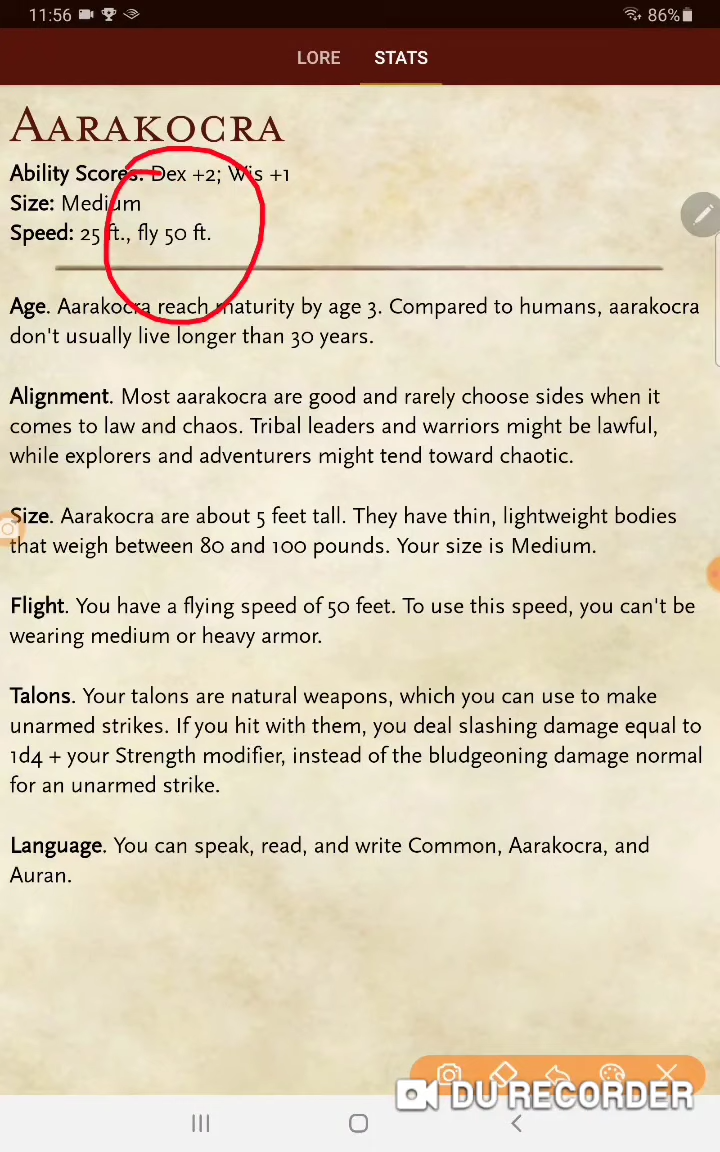 11:56 86%
LORE STATS
AARAKOCRA
Ability Scores: Dex +2; Wis +1
Size: Medium
Speed: 25 ft., fly 50 ft.
Age. Aarakocra reach maturity by age 3. Compared to humans, aarakocra
don't usually live longer than 30 years.
Alignment. Most aarakocra are good and rarely choose sides when it
comes to law and chaos. Tribal leaders and warriors might be lawful,
while explorers and adventurers might tend toward chaotic.
Size. Aarakocra are about 5 feet tall. They have thin, lightweight bodies
that weigh between 80 and 100 pounds. Your size is Medium.
Flight. You have a flying speed of 50 feet. To use this speed, you can't be
wearing medium or heavy armor.
Talons. Your talons are natural weapons, which you can use to make
unarmed strikes. If you hit with them, you deal slashing damage equal to
1d4 + your Strength modifier, instead of the bludgeoning damage normal
for an unarmed strike.
Language. You can speak, read, and write Common, Aarakocra, and
Auran.
DU RECORDER